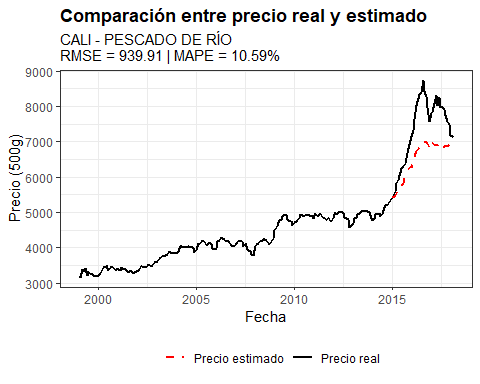 Comparación entre precio real y estimado
CALI - PESCADO DE RÍO
RMSE = 939.91 | MAPE = 10.59%
Precio (500g)
9000
8000
7000
6000
5000
4000
3000
2000 2005 2010 2015
Fecha
Precio estimado Precio real